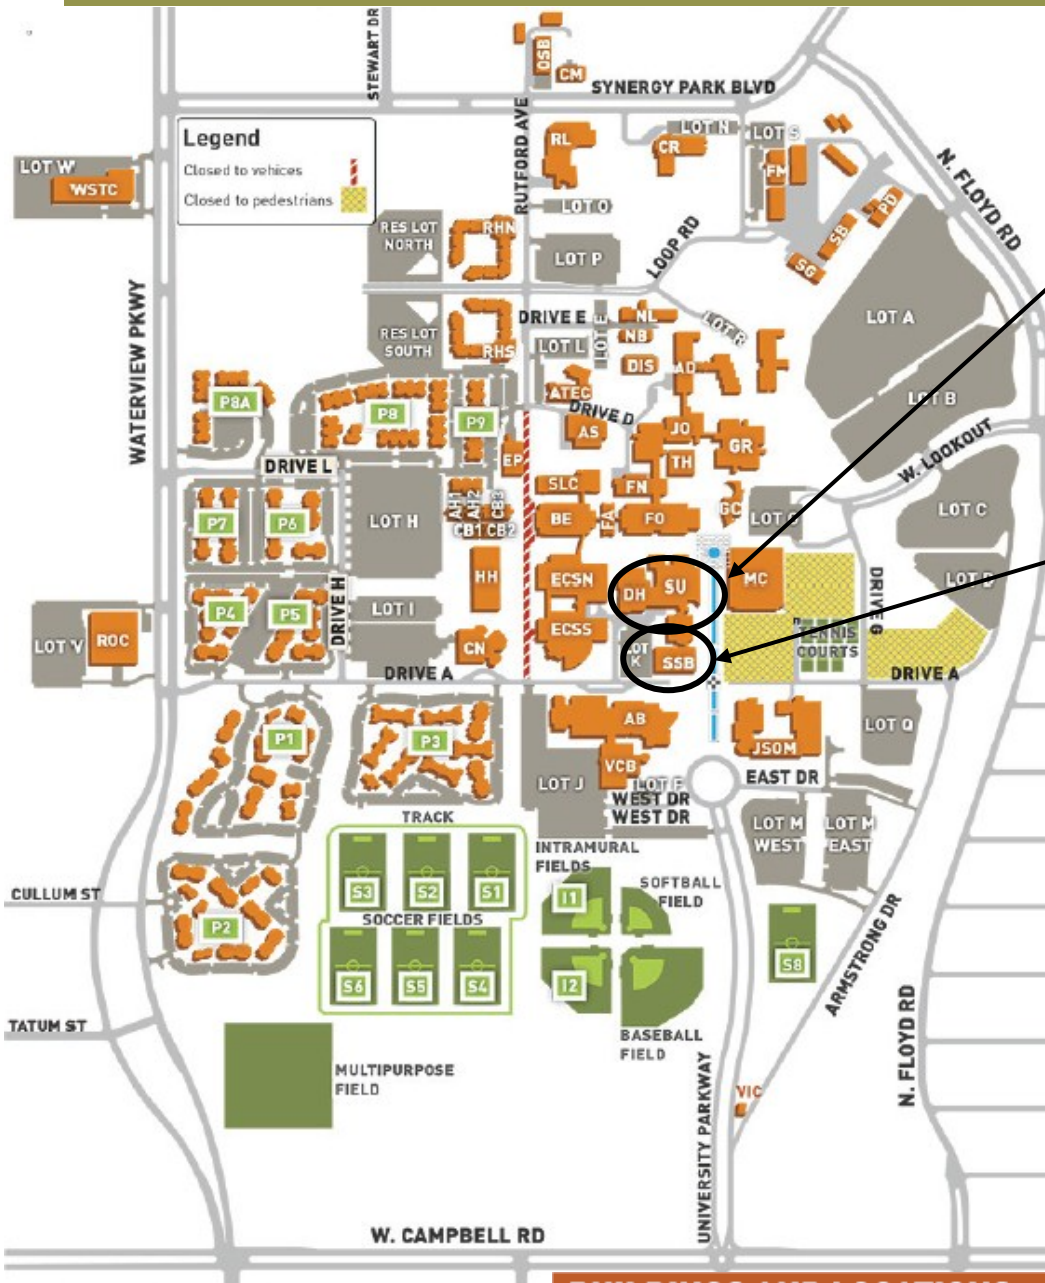 STEWART DR
OSB
CM
SYNERGY PARK BLVD
Legend
Closed to vehices
Closed to pedestrians
LOT W
WSTC
RUTFORD AVE
RL
LOT N
CR
LOT S
FM
N. FLOYD RD
PD
SB
SG
LOT O
RES LOT
NORTH
RHN
LOT P
LOOP RD
WATERVIEW PKWY
RES LOT
SOUTH
RHS
DRIVE E
LOT E
NL
NB
LOT R
LOT L
DIS
AD
LOT A
LOT B
P8A
P8
P9
ATEC
DRIVE D
AS
JO
GR
TH
EP
W. LOOKOUT
DRIVE L
SLC
FN
GC
LOT C
P7
P6
LOT H
AH1
AH2
CB3
CB1 CB2
BE
FA
FO
MC
HH
ECSN
DH
SU
DRIVE G
LOT D
P4
P5
DRIVE H
LOT I
ECSS
TENNIS
COURTS
LOT V
ROC
CN
LOT
K
SSB
DRIVE A
DRIVE A
P1
P3
AB
VCB
JSOM
LOT Q
LOT J
LOT F
EAST DR
WEST DR
WEST DR
TRACK
LOT M
WEST
LOT M
EAST
INTRAMURAL
FIELDS
SOFTBALL
FIELD
S3
S2
S1
I1
CULLUM ST
P2
SOCCER FIELDS
S6
S5
S4
I2
S8
ARMSTRONG DR
TATUM ST
BASEBALL
FIELD
MULTIPURPOSE
FIELD
UNIVERSITY PARKWAY
VIC
N. FLOYD RD
W. CAMPBELL RD